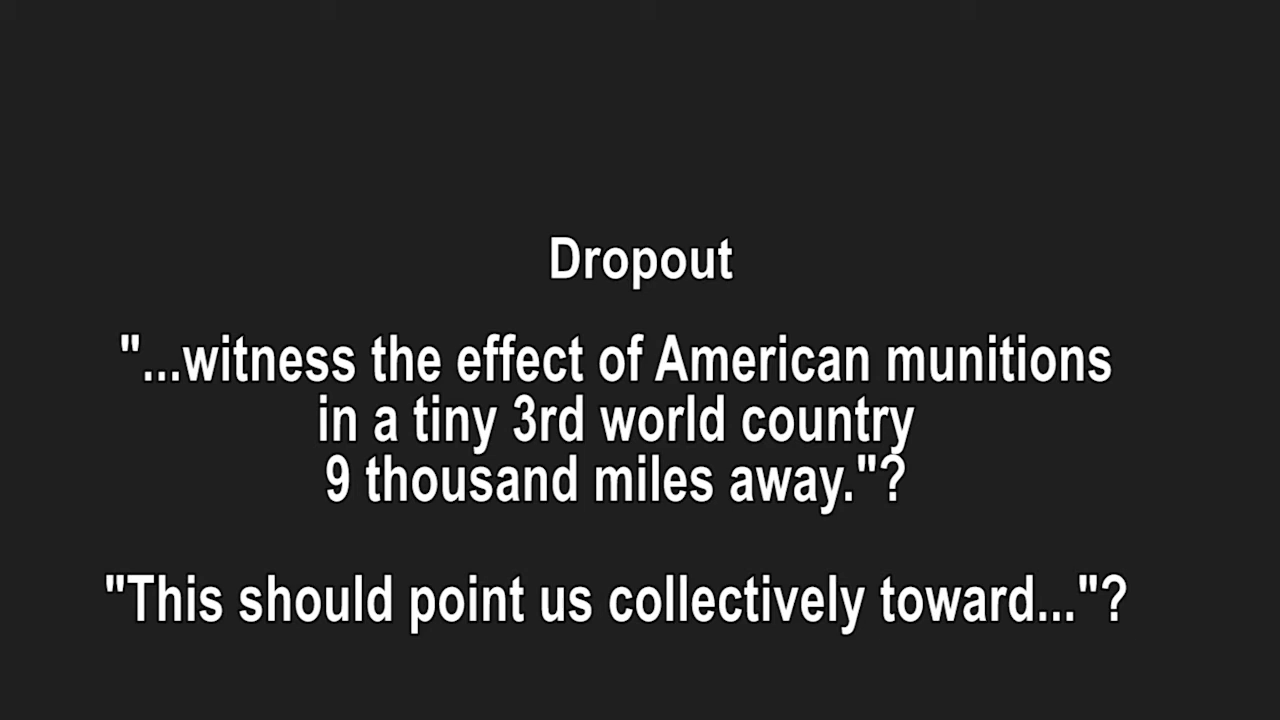 Dropout
"...witness the effect of American munitions
in a tiny 3rd world country
9 thousand miles away."?
"This should point us collectively toward..."?